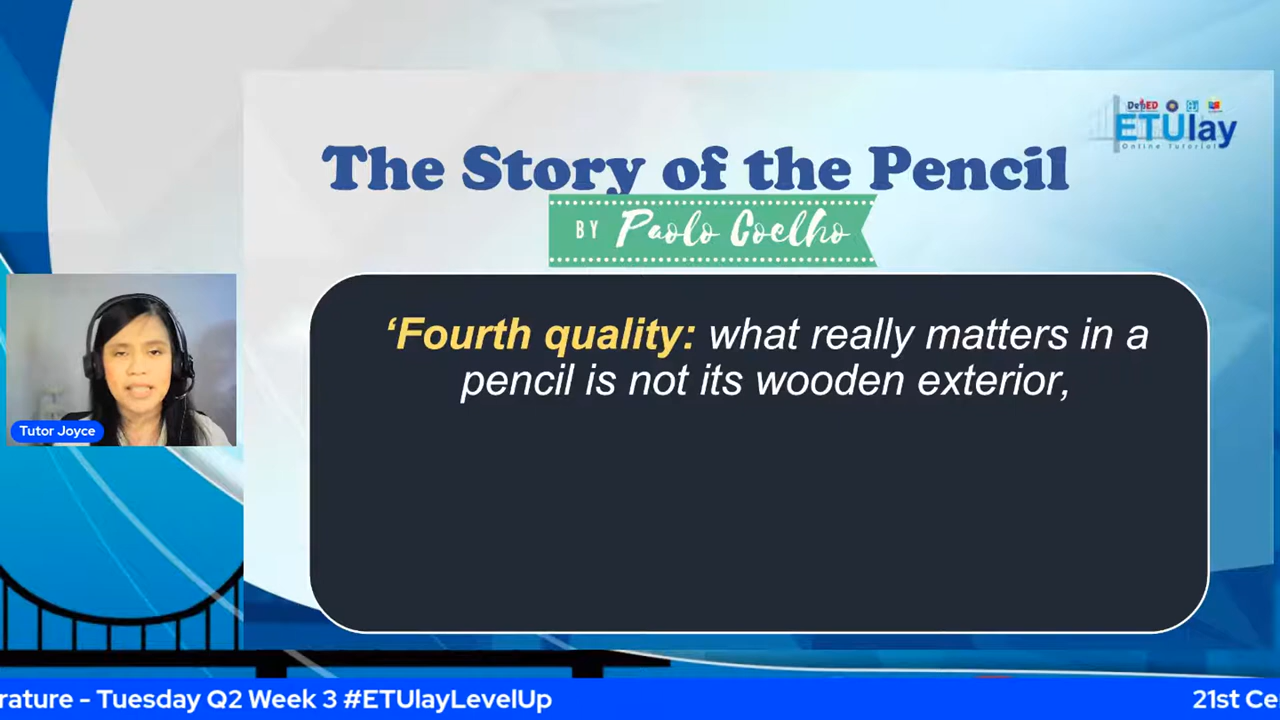 DepED
ETUlay
Online Tutorial
The Story of the Pencil
BY Paolo Coelho
‘Fourth quality: what really matters in a
pencil is not its wooden exterior,
Tutor Joyce
rature - Tuesday Q2 Week 3 #ETUlayLevelUp
21st Ce